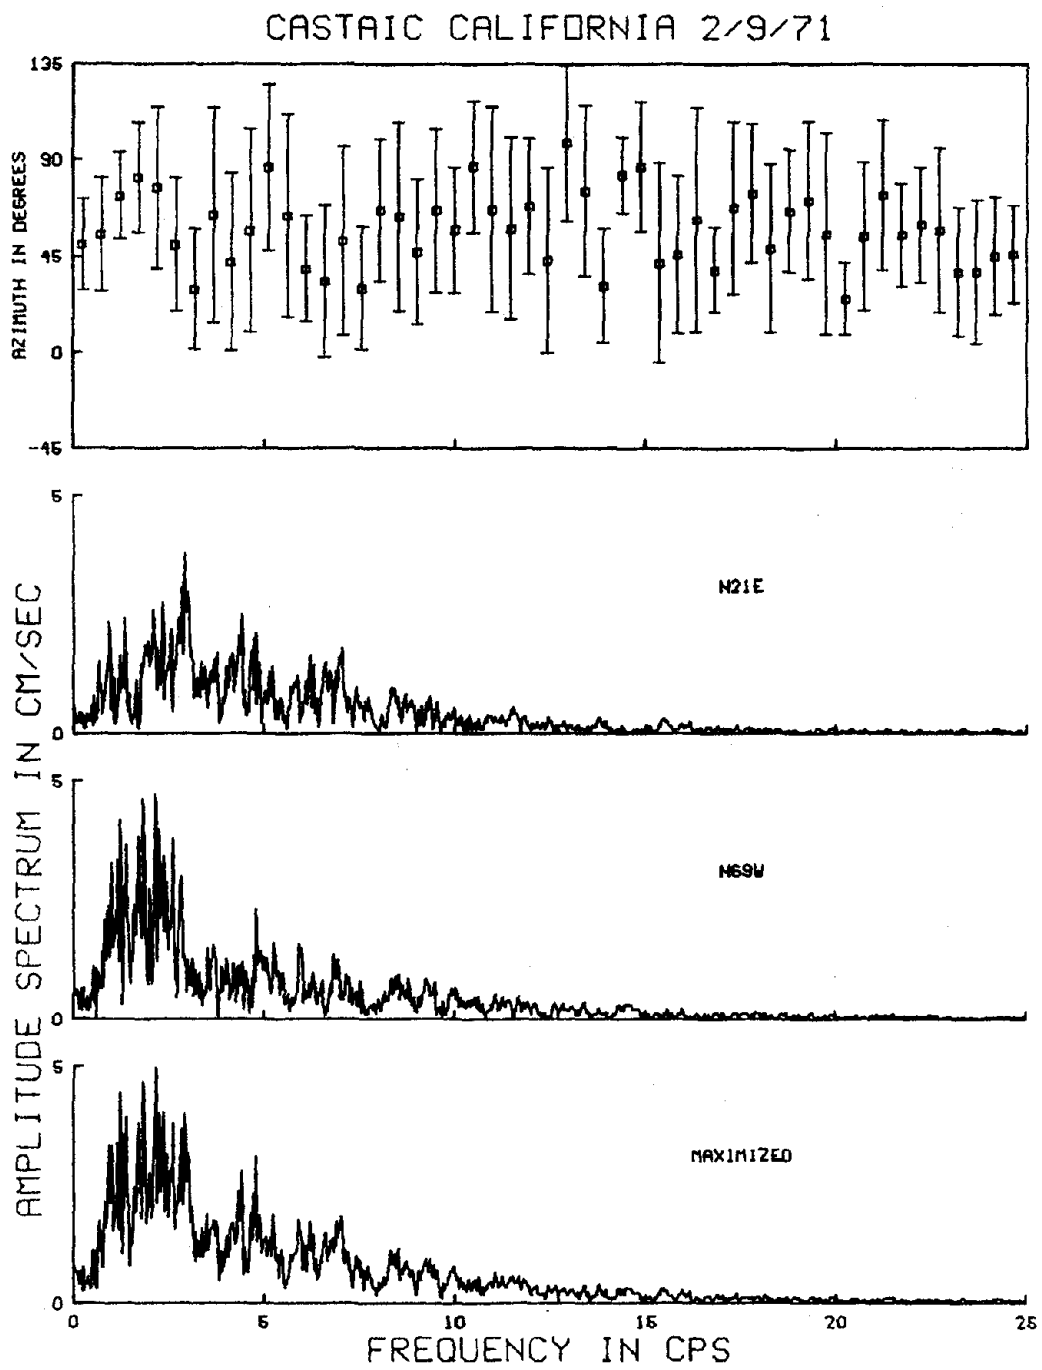 CASTAIC CALIFORNIA 2/9/71
135
90
45
0
-45
AZIMUTH IN DEGREES
5
0
N21E
5
0
N69W
5
0
MAXIMIZED
AMPLITUDE SPECTRUM IN CM/SEC
0 5 10 15 20 25
FREQUENCY IN CPS